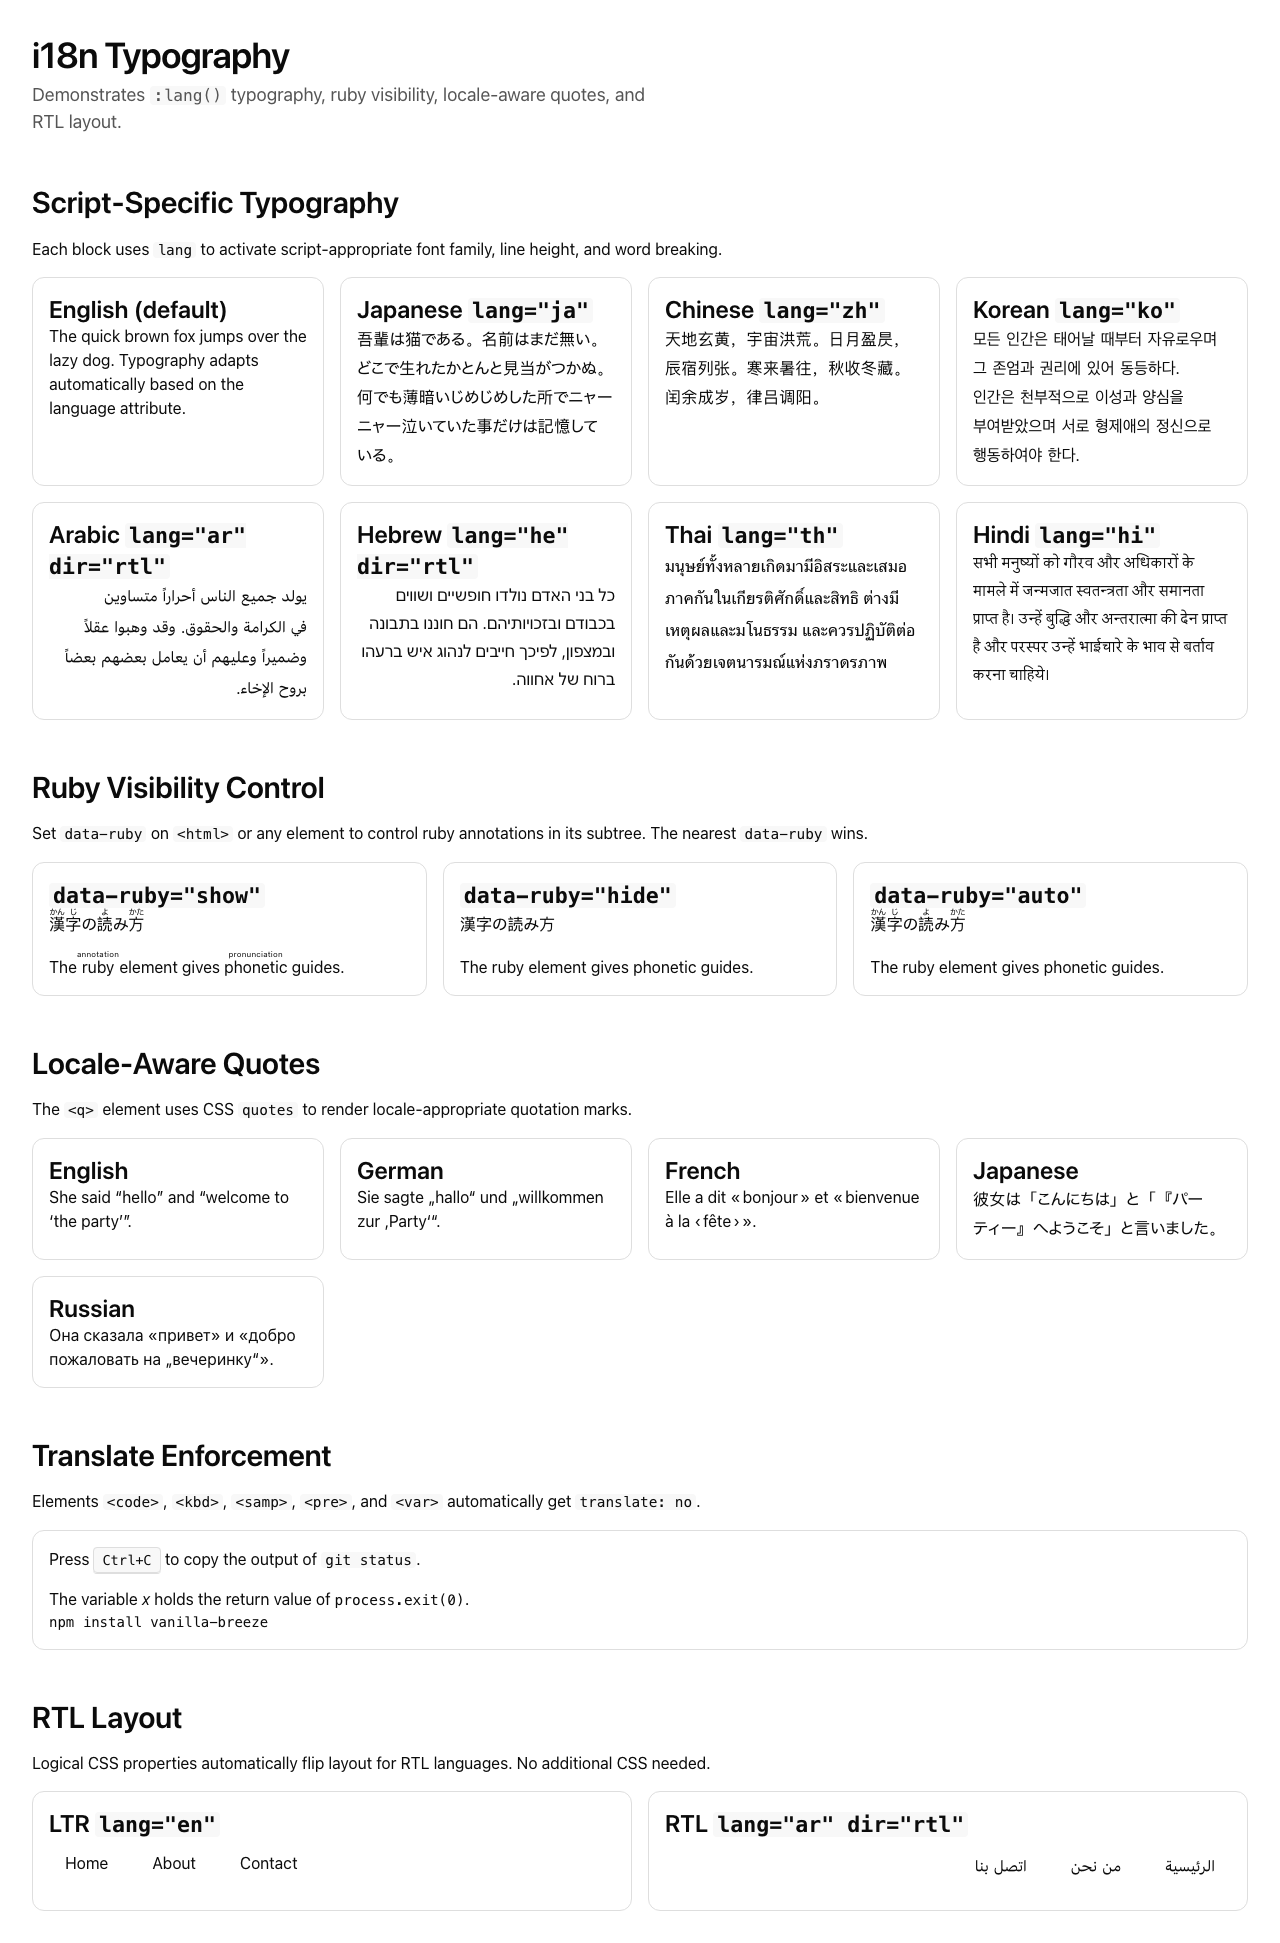 i18n Typography
Demonstrates :lang() typography, ruby visibility, locale-aware quotes, and
RTL layout.
Script-Specific Typography
Each block uses lang to activate script-appropriate font family, line height, and word breaking.
English (default)
The quick brown fox jumps over the
lazy dog. Typography adapts
automatically based on the
language attribute.
Japanese lang="ja"
吾輩は猫である。名前はまだ無い。
どこで生れたかとんと見当がつかぬ。
何でも薄暗いじめじめした所でニャー
ニャー泣いていた事だけは記憶して
いる。
Chinese lang="zh"
天地玄黄，宇宙洪荒。日月盈昃，
辰宿列张。寒来暑往，秋收冬藏。
闰余成岁，律吕调阳。
Korean lang="ko"
모든 인간은 태어날 때부터 자유로우며
그 존엄과 권리에 있어 동등하다.
인간은 천부적으로 이성과 양심을
부여받았으며 서로 형제애의 정신으로
행동하여야 한다.
Arabic lang="ar"
dir="rtl"
يولد جميع الناس أحراراً متساوين
في الكرامة والحقوق. وقد وهبوا عقلاً
وضميراً وعليهم أن يعامل بعضهم بعضاً
بروح الإخاء.
Hebrew lang="he"
dir="rtl"
כל בני האדם נולדו חופשיים ושווים
בכבודם ובזכויותיהם. הם חוננו בתבונה
ובמצפון, לפיכך חייבים לנהוג איש ברעהו
ברוח של אחווה.
Thai lang="th"
มนุษย์ทั้งหลายเกิดมามีอิสระและเสมอ
ภาคกันในเกียรติศักดิ์และสิทธิ ต่างมี
เหตุผลและมโนธรรม และควรปฏิบัติต่อ
กันด้วยเจตนารมณ์แห่งภราดรภาพ
Hindi lang="hi"
सभी मनुष्यों को गौरव और अधिकारों के
मामले में जन्मजात स्वतन्त्रता और समानता
प्राप्त है। उन्हें बुद्धि और अन्तरात्मा की देन प्राप्त
है और परस्पर उन्हें भाईचारे के भाव से बर्ताव
करना चाहिये।
Ruby Visibility Control
Set data-ruby on <html> or any element to control ruby annotations in its subtree. The nearest data-ruby wins.
data-ruby="show"
かん じ よ かた
漢字の読み方
annotation pronunciation
The ruby element gives phonetic guides.
data-ruby="hide"
漢字の読み方
The ruby element gives phonetic guides.
data-ruby="auto"
かん じ よ かた
漢字の読み方
The ruby element gives phonetic guides.
Locale-Aware Quotes
The <q> element uses CSS quotes to render locale-appropriate quotation marks.
English
She said “hello” and “welcome to
‘the party’”.
German
Sie sagte „hallo“ und „willkommen
zur ‚Party‘“.
French
Elle a dit « bonjour » et « bienvenue
à la ‹ fête › ».
Japanese
彼女は「こんにちは」と「『パー
ティー』へようこそ」と言いました。
Russian
Она сказала «привет» и «добро
пожаловать на „вечеринку“».
Translate Enforcement
Elements <code>, <kbd>, <samp>, <pre>, and <var> automatically get translate: no.
Press Ctrl+C to copy the output of git status.
The variable x holds the return value of process.exit(0).
npm install vanilla-breeze
RTL Layout
Logical CSS properties automatically flip layout for RTL languages. No additional CSS needed.
LTR lang="en"
Home About Contact
RTL lang="ar" dir="rtl"
الرئيسية من نحن اتصل بنا